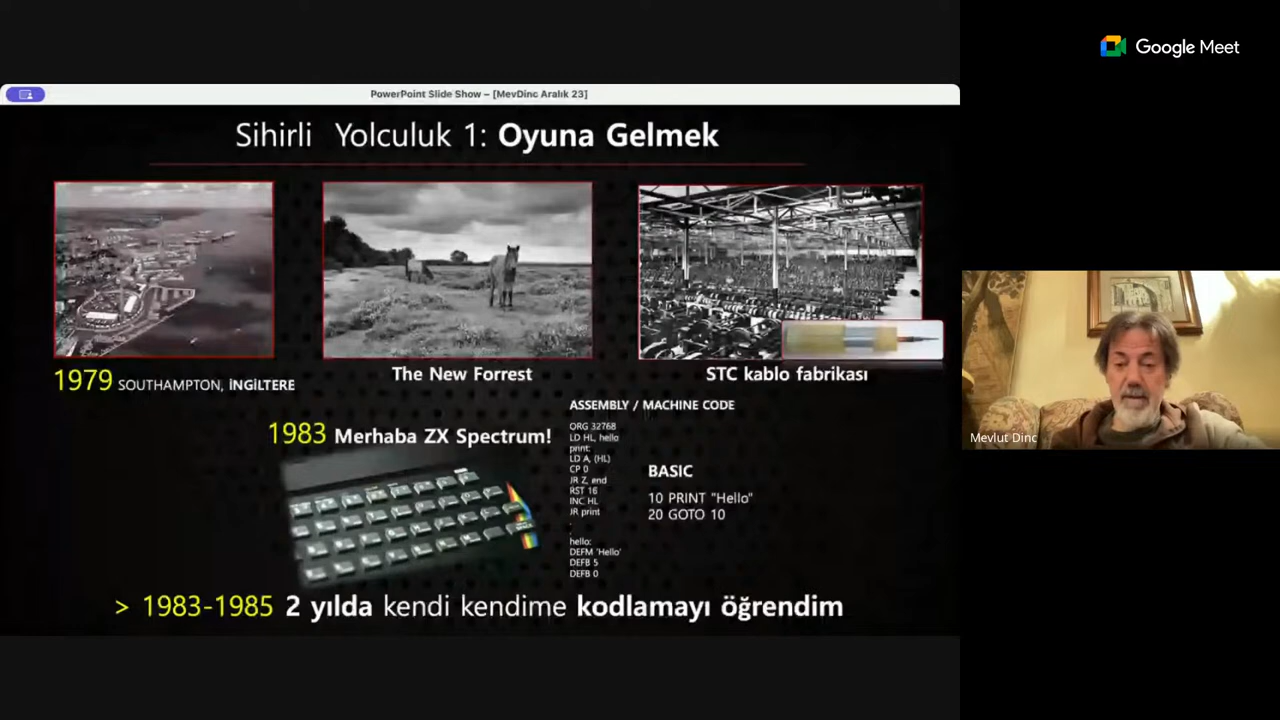 Google Meet
PowerPoint Slide Show – [MevDinc Aralık 23]
Sihirli Yolculuk 1: Oyuna Gelmek
1979 SOUTHAMPTON, İNGİLTERE
The New Forrest
STC kablo fabrikası
1983 Merhaba ZX Spectrum!
ASSEMBLY / MACHINE CODE
ORG 32768
LD HL, hello
print:
LD A, (HL)
CP 0
JR Z, end
RST 16
INC HL
JR print
.
.
hello:
DEFM 'Hello'
DEFB 5
DEFB 0
BASIC
10 PRINT "Hello"
20 GOTO 10
> 1983-1985 2 yılda kendi kendime kodlamayı öğrendim
Mevlut Dinc